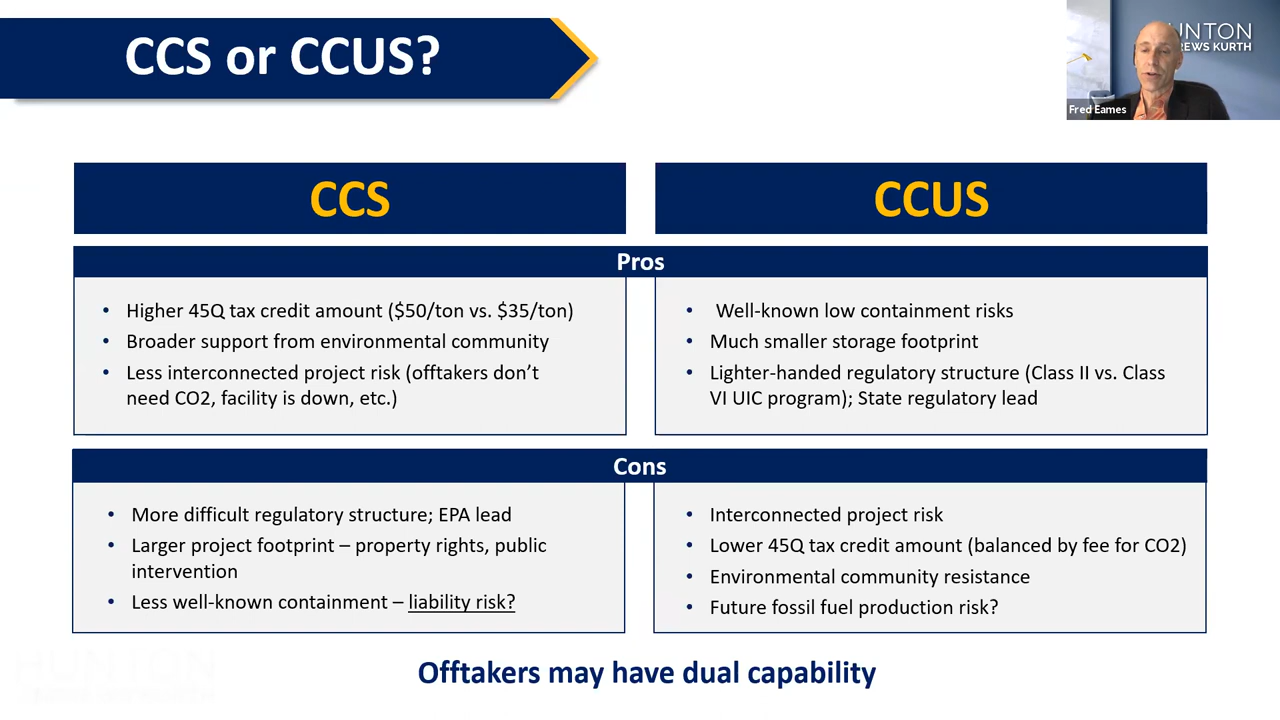 CCS or CCUS?
UNTON
REWS KURTH
Fred Eames
CCS
CCUS
Pros
• Higher 45Q tax credit amount ($50/ton vs. $35/ton)
• Broader support from environmental community
• Less interconnected project risk (offtakers don’t
need CO2, facility is down, etc.)
• Well-known low containment risks
• Much smaller storage footprint
• Lighter-handed regulatory structure (Class II vs. Class
VI UIC program); State regulatory lead
Cons
• More difficult regulatory structure; EPA lead
• Larger project footprint – property rights, public
intervention
• Less well-known containment – liability risk?
• Interconnected project risk
• Lower 45Q tax credit amount (balanced by fee for CO2)
• Environmental community resistance
• Future fossil fuel production risk?
Offtakers may have dual capability
HUNTON